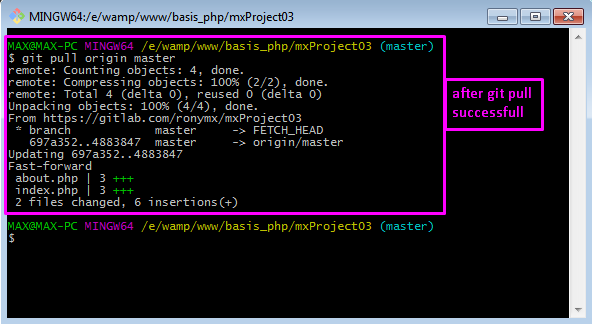 MINGW64:/e/wamp/www/basis_php/mxProject03
MAX@MAX-PC MINGW64 /e/wamp/www/basis_php/mxProject03 (master)
$ git pull origin master
remote: Counting objects: 4, done.
remote: Compressing objects: 100% (2/2), done.
remote: Total 4 (delta 0), reused 0 (delta 0)
Unpacking objects: 100% (4/4), done.
From https://gitlab.com/ronymx/mxProject03
 * branch            master     -> FETCH_HEAD
   697a352..4883847  master     -> origin/master
Updating 697a352..4883847
Fast-forward
 about.php | 3 +++
 index.php | 3 +++
 2 files changed, 6 insertions(+)
after git pull
successfull
MAX@MAX-PC MINGW64 /e/wamp/www/basis_php/mxProject03 (master)
$